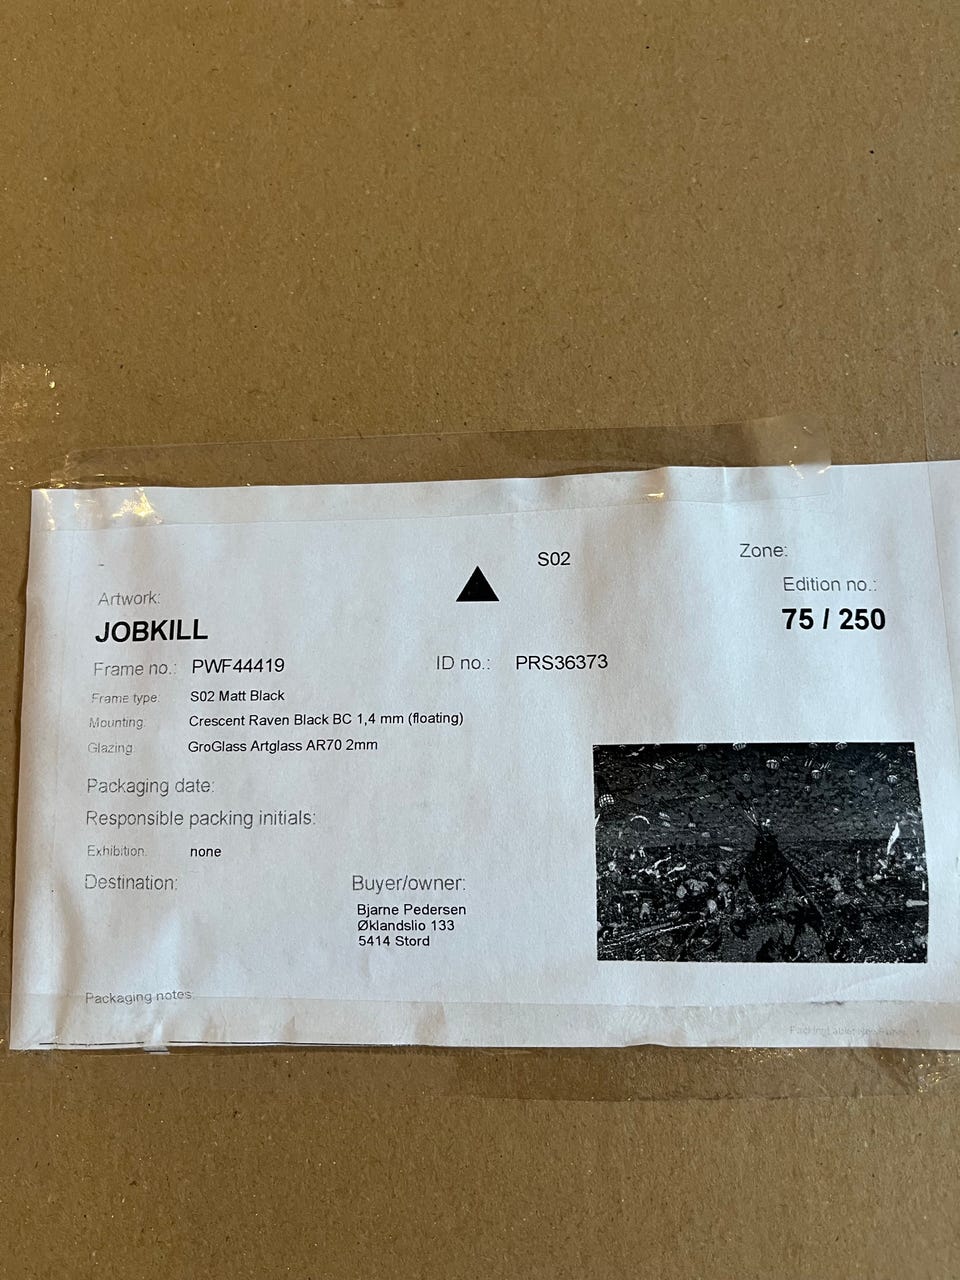 S02
Zone:
Edition no.:
75 / 250
Artwork:
JOBKILL
Frame no.: PWF44419 ID no.: PRS36373
Frame type: S02 Matt Black
Mounting: Crescent Raven Black BC 1,4 mm (floating)
Glazing: GroGlass Artglass AR70 2mm
Packaging date:
Responsible packing initials:
Exhibition: none
Destination: Buyer/owner:
Bjarne Pedersen
Øklandslio 133
5414 Stord
Packaging notes: